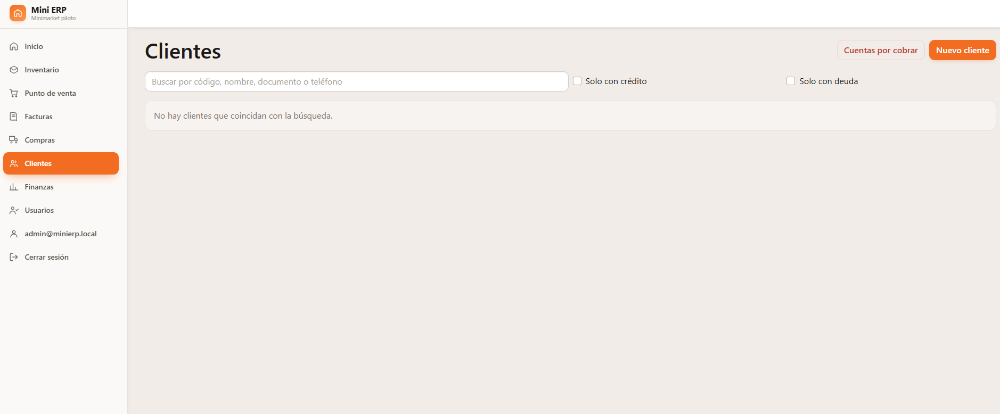 Mini ERP
Minimarket piloto
Inicio
Inventario
Punto de venta
Facturas
Compras
Clientes
Finanzas
Usuarios
admin@minierp.local
Cerrar sesión
Clientes
Cuentas por cobrar
Nuevo cliente
Buscar por código, nombre, documento o teléfono
Solo con crédito
Solo con deuda
No hay clientes que coincidan con la búsqueda.